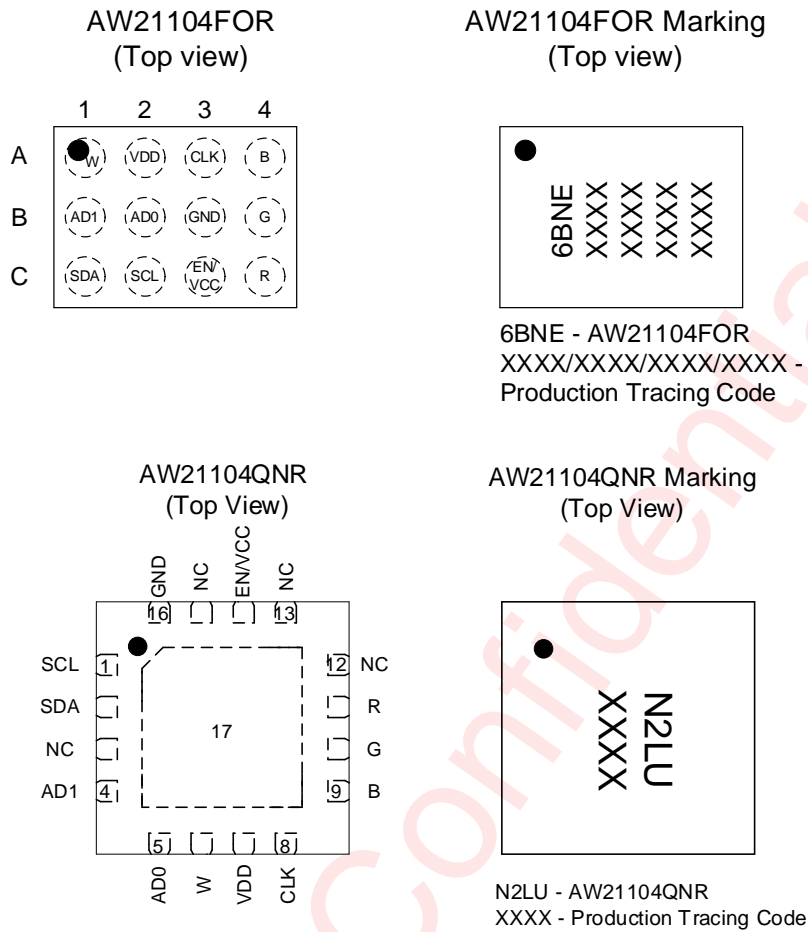 AW21104FOR
(Top view)
1 2 3 4
A W VDD CLK B
B AD1 AD0 GND G
C SDA SCL EN/
VCC R
AW21104FOR Marking
(Top view)
6BNE
XXXX
XXXX
XXXX
XXXX
6BNE - AW21104FOR
XXXX/XXXX/XXXX/XXXX -
Production Tracing Code
AW21104QNR
(Top View)
GND NC EN/VCC NC
16 13
SCL 1 12 NC
SDA R
NC 17 G
AD1 4 9 B
5 8
AD0 W VDD CLK
AW21104QNR Marking
(Top View)
N2LU
XXXX
N2LU - AW21104QNR
XXXX - Production Tracing Code
Confidential